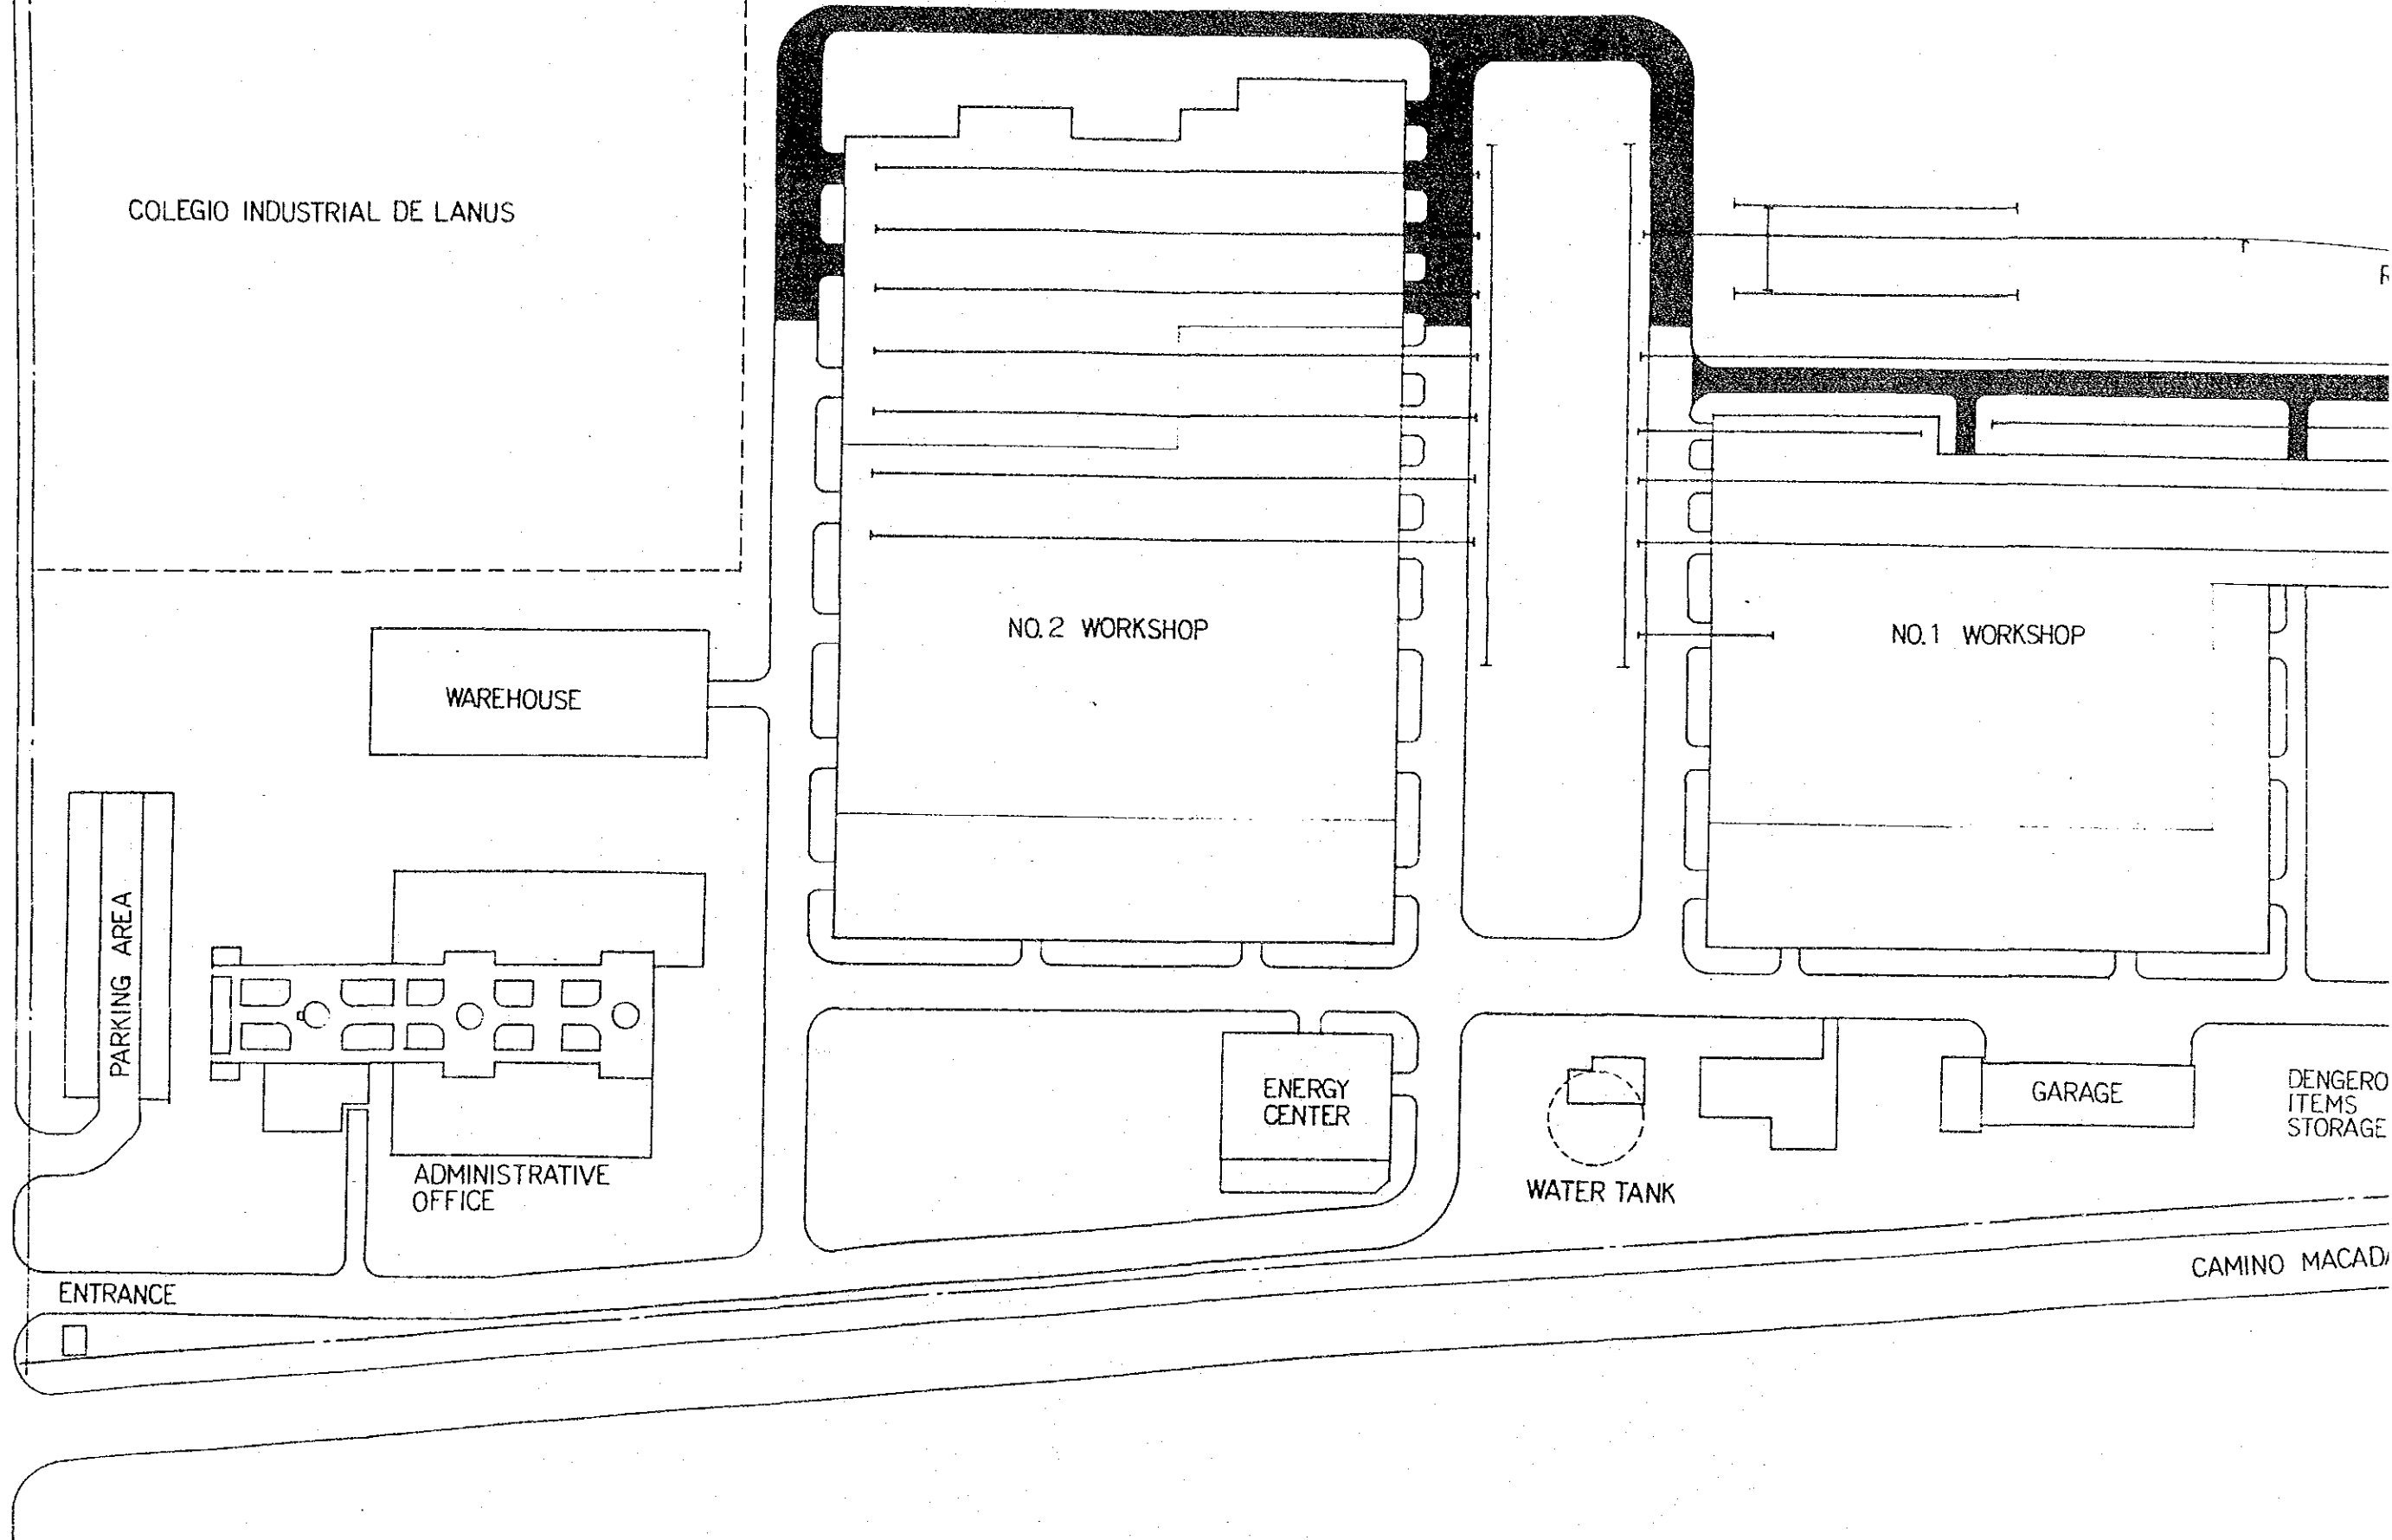 COLEGIO INDUSTRIAL DE LANUS
NO. 2 WORKSHOP
NO. 1 WORKSHOP
WAREHOUSE
PARKING AREA
ADMINISTRATIVE
OFFICE
ENERGY
CENTER
WATER TANK
GARAGE
DENGERO
ITEMS
STORAGE
ENTRANCE
CAMINO MACADA
R